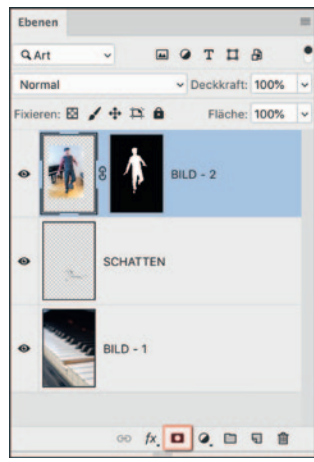 Ebenen
Art
Normal
Deckkraft: 100%
Fixieren:
Fläche: 100%
BILD - 2
SCHATTEN
BILD - 1
fx